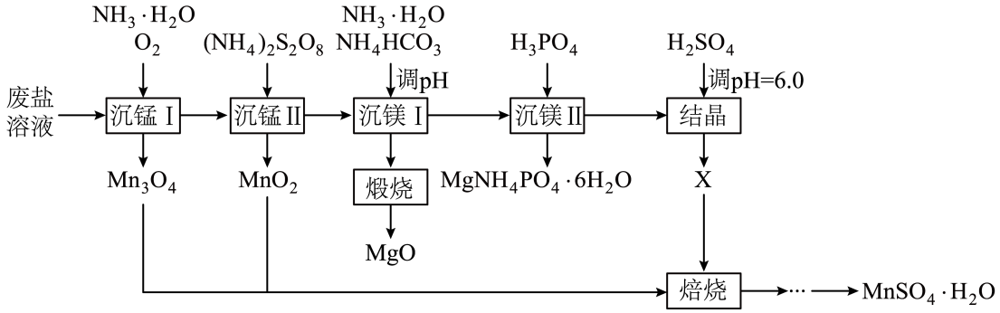 NH₃·H₂O
O₂
(NH₄)₂S₂O₈
NH₃·H₂O
NH₄HCO₃
调pH
H₃PO₄
H₂SO₄
调pH=6.0
废盐
溶液
沉锰Ⅰ
沉锰Ⅱ
沉镁Ⅰ
沉镁Ⅱ
结晶
Mn₃O₄
MnO₂
煅烧
MgNH₄PO₄·6H₂O
X
MgO
焙烧
···
MnSO₄·H₂O